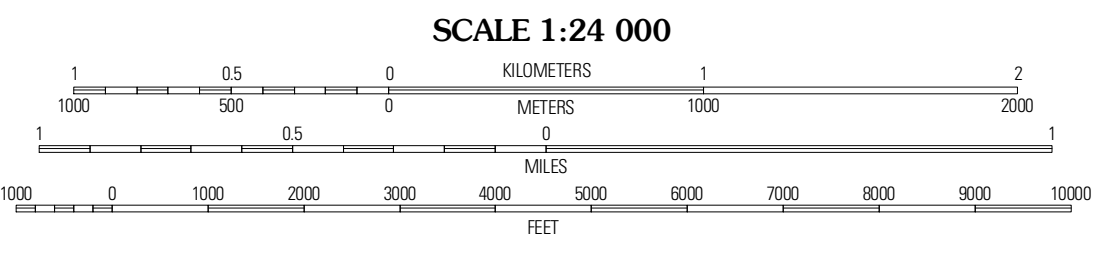 SCALE 1:24 000
1 0.5 0 KILOMETERS 1 2
1000 500 0 METERS 1000 2000
1 0.5 0 1
MILES
1000 0 1000 2000 3000 4000 5000 6000 7000 8000 9000 10000
FEET